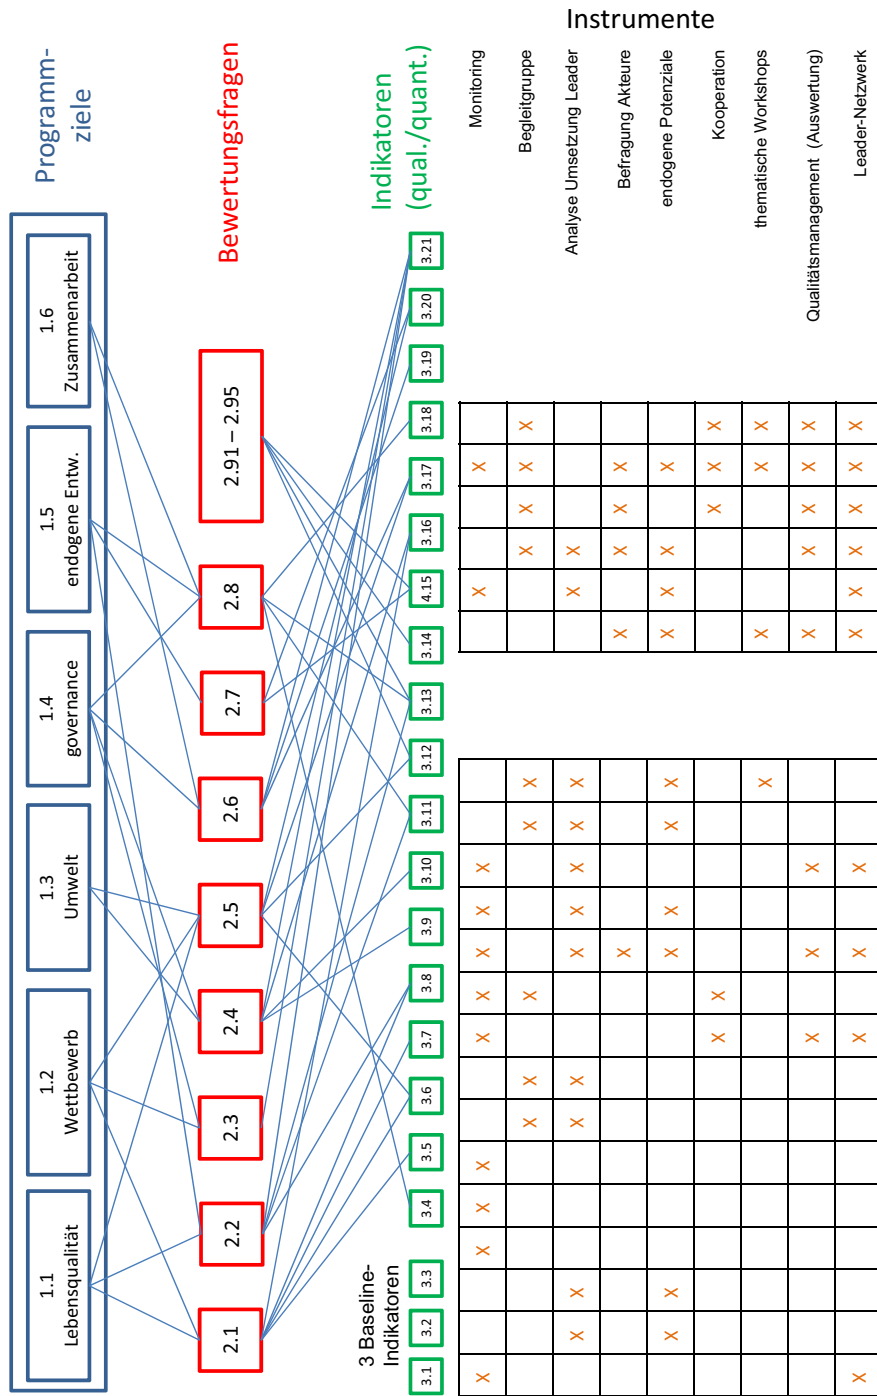 1.1 1.2 1.3 1.4 1.5 1.6 Programm-
Lebensqualität Wettbewerb Umwelt governance endogene Entw. Zusammenarbeit ziele
2.1 2.2 2.3 2.4 2.5 2.6 2.7 2.8 2.91 – 2.95 Bewertungsfragen
3 Baseline-
Indikatoren
Indikatoren
(qual./quant.)
3.1 3.2 3.3 3.4 3.5 3.6 3.7 3.8 3.9 3.10 3.11 3.12 3.13 3.14 4.15 3.16 3.17 3.18 3.19 3.20 3.21
Instrumente
X X X X X X X X X X X Monitoring
X X X X X X X X X Begleitgruppe
X X X X X X X X X X X Analyse Umsetzung Leader
X X X X X Befragung Akteure
X X X X X X X X X X endogene Potenziale
X X X X X Kooperation
X X X X thematische Workshops
X X X X X X X X Qualitätsmanagement (Auswertung)
X X X X X X X X X X Leader-Netzwerk